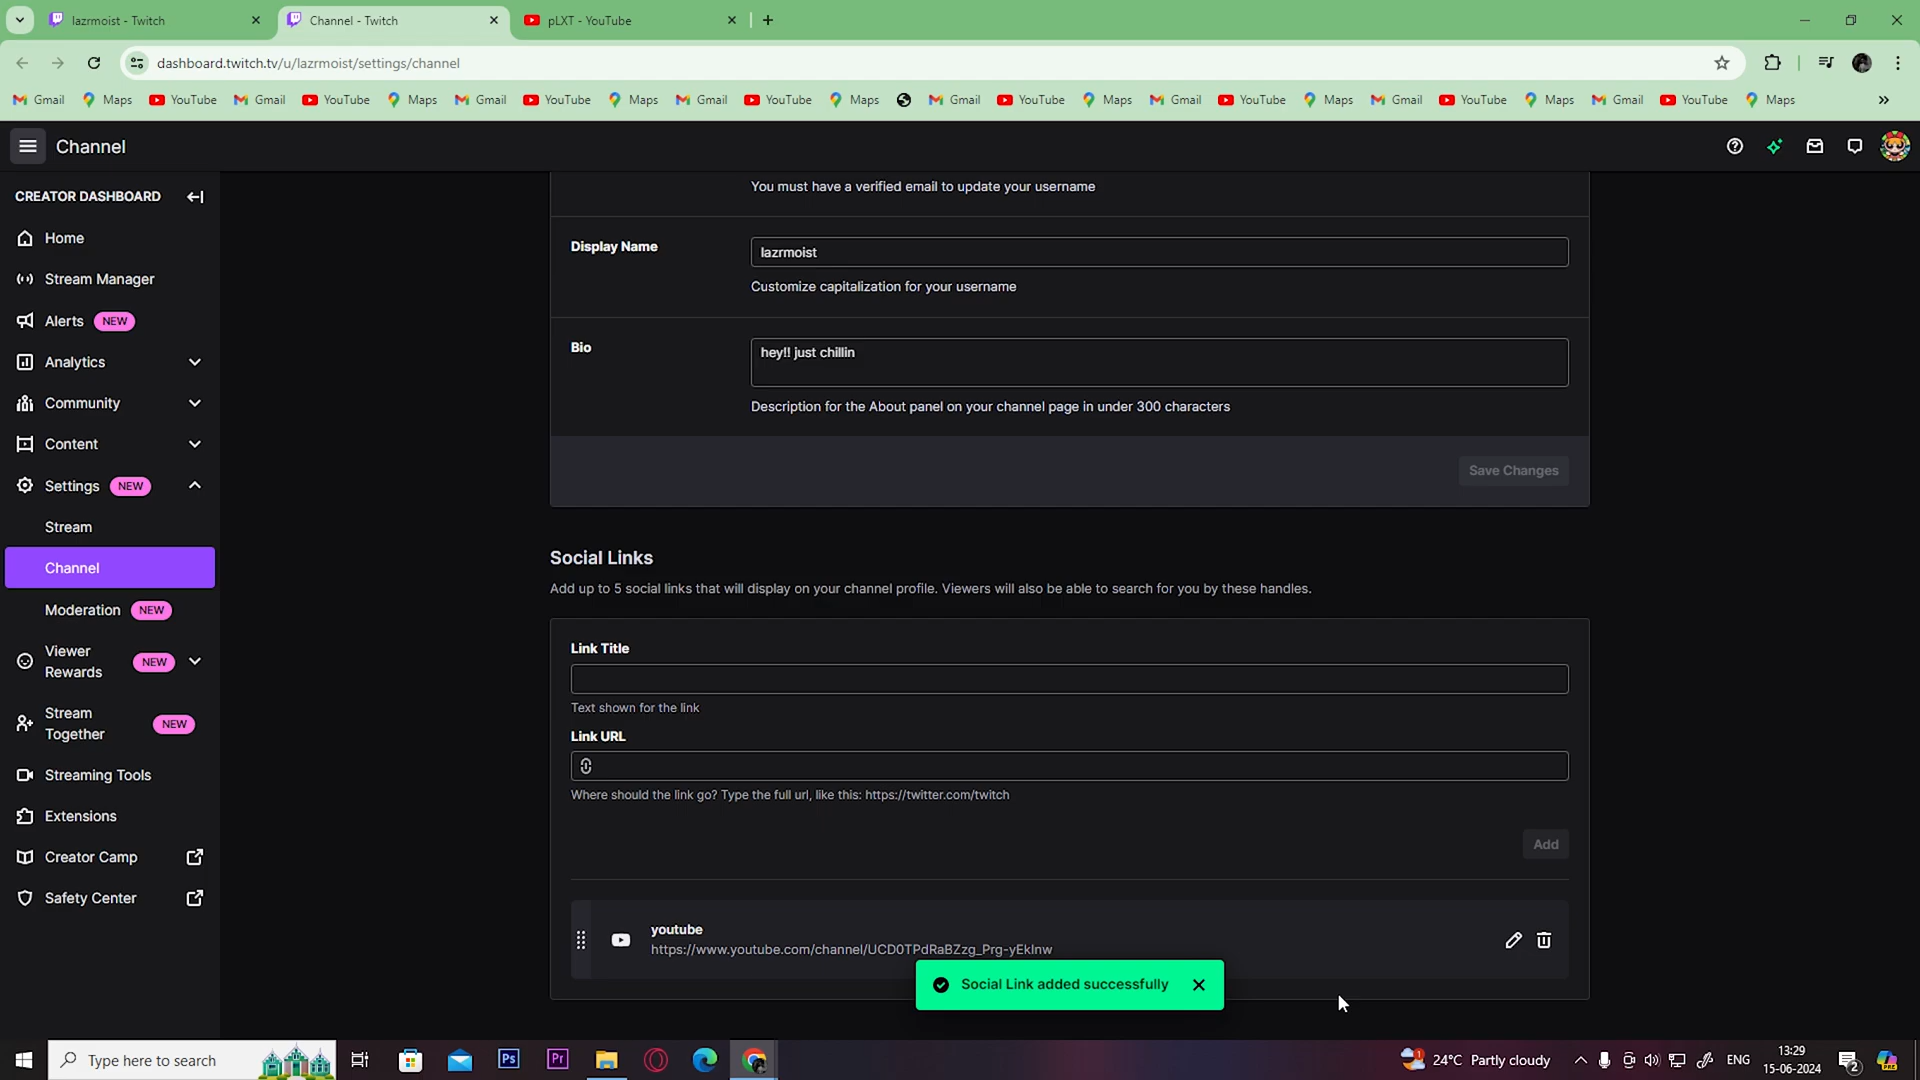 lazrmoist - Twitch
Channel - Twitch
pLXT - YouTube
dashboard.twitch.tv/u/lazrmoist/settings/channel
Gmail Maps YouTube Gmail YouTube Maps Gmail YouTube Maps Gmail YouTube Maps Gmail YouTube Maps Gmail YouTube Maps Gmail YouTube Maps Gmail YouTube Maps
Channel
CREATOR DASHBOARD
Home
Stream Manager
Alerts NEW
Analytics
Community
Content
Settings NEW
Stream
Channel
Moderation NEW
Viewer
Rewards NEW
Stream
Together NEW
Streaming Tools
Extensions
Creator Camp
Safety Center
You must have a verified email to update your username
Display Name
lazrmoist
Customize capitalization for your username
Bio
hey!! just chillin
Description for the About panel on your channel page in under 300 characters
Save Changes
Social Links
Add up to 5 social links that will display on your channel profile. Viewers will also be able to search for you by these handles.
Link Title
Text shown for the link
Link URL
Where should the link go? Type the full url, like this: https://twitter.com/twitch
Add
youtube
https://www.youtube.com/channel/UCD0TPdRaBZzg_Prg-yEkInw
Social Link added successfully
Type here to search
Ps
Pr
1
24°C Partly cloudy
ENG
13:29
15-06-2024
2
PRE